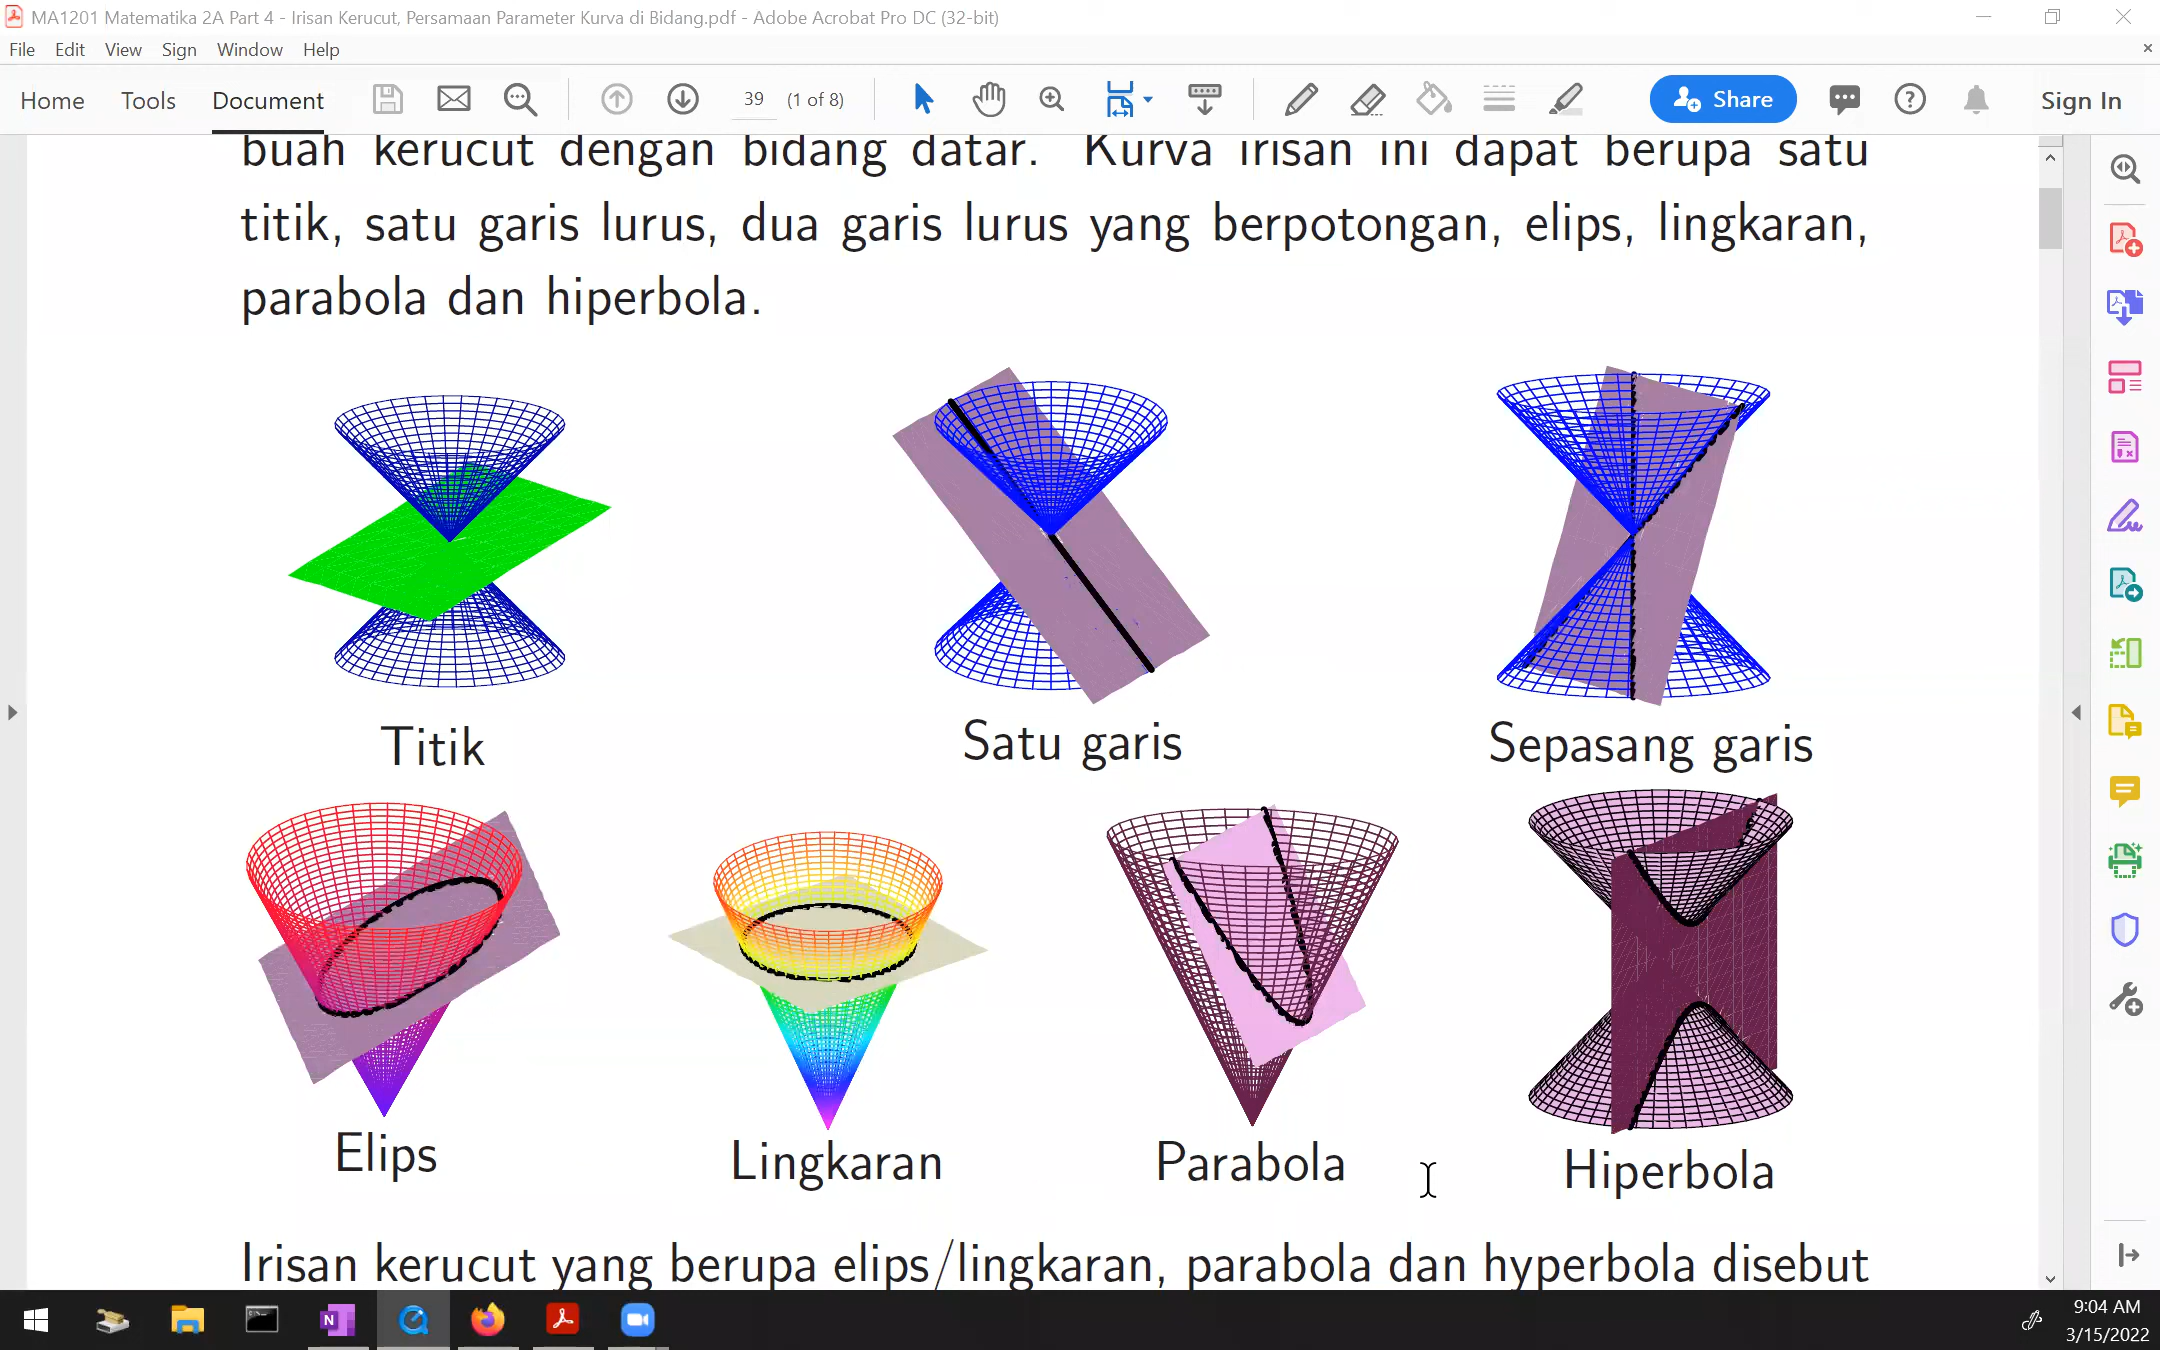 MA1201 Matematika 2A Part 4 - Irisan Kerucut, Persamaan Parameter Kurva di Bidang.pdf - Adobe Acrobat Pro DC (32-bit)
File Edit View Sign Window Help
Home Tools Document 39 (1 of 8) Share Sign In
buah kerucut dengan bidang datar. Kurva irisan ini dapat berupa satu
titik, satu garis lurus, dua garis lurus yang berpotongan, elips, lingkaran,
parabola dan hiperbola.
Titik Satu garis Sepasang garis
Elips Lingkaran Parabola Hiperbola
Irisan kerucut yang berupa elips/lingkaran, parabola dan hyperbola disebut
9:04 AM
3/15/2022